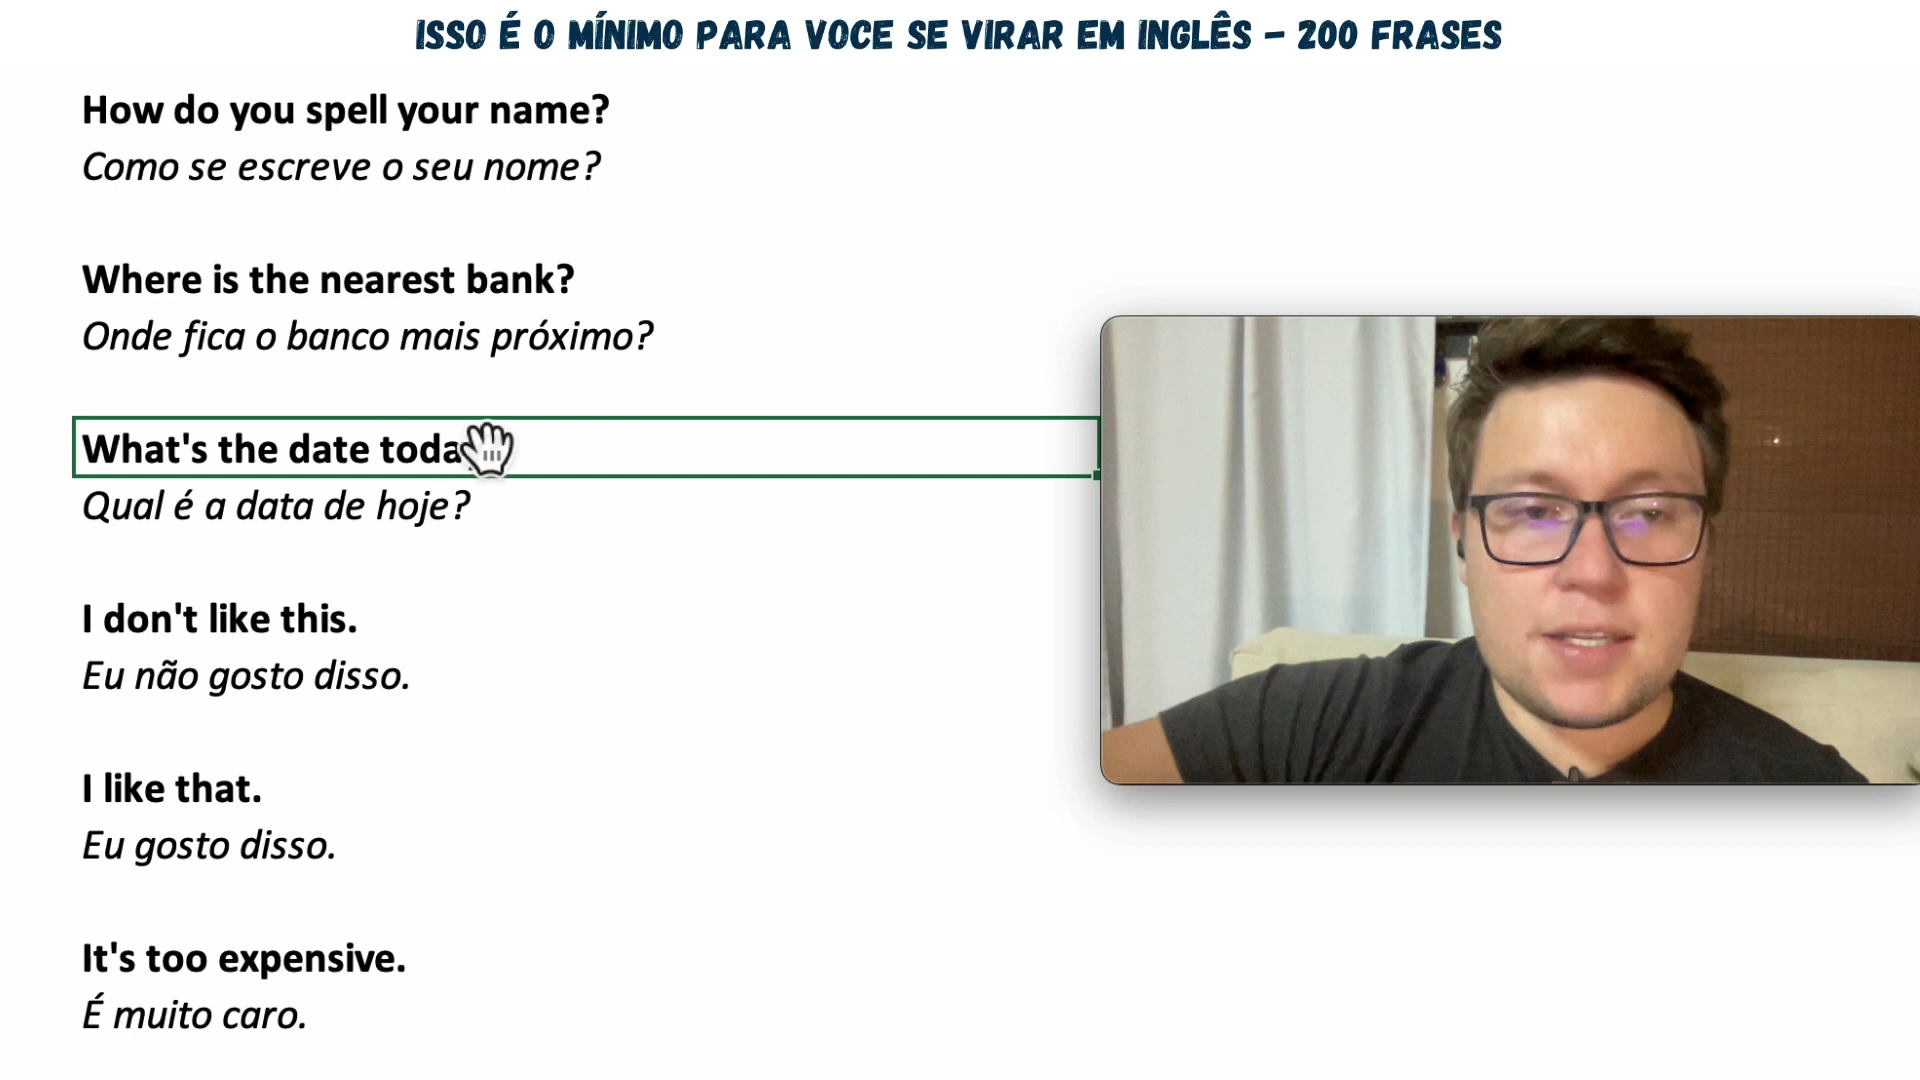 ISSO É O MÍNIMO PARA VOCE SE VIRAR EM INGLÊS – 200 FRASES
How do you spell your name?
Como se escreve o seu nome?
Where is the nearest bank?
Onde fica o banco mais próximo?
What's the date
Qual é a data de hoje?
I don't like this.
Eu não gosto disso.
I like that.
Eu gosto disso.
It's too expensive.
É muito caro.